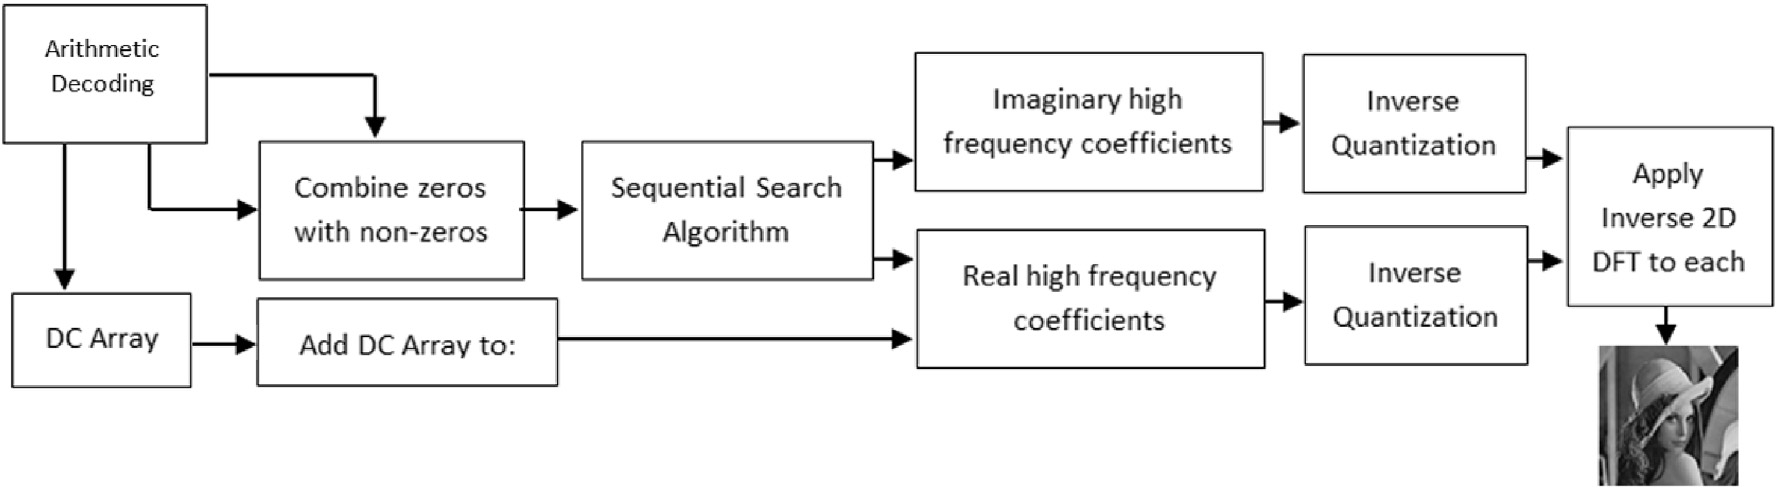 Arithmetic
Decoding
Combine zeros
with non-zeros
Sequential Search
Algorithm
Imaginary high
frequency coefficients
Inverse
Quantization
Apply
Inverse 2D
DFT to each
DC Array
Add DC Array to:
Real high frequency
coefficients
Inverse
Quantization